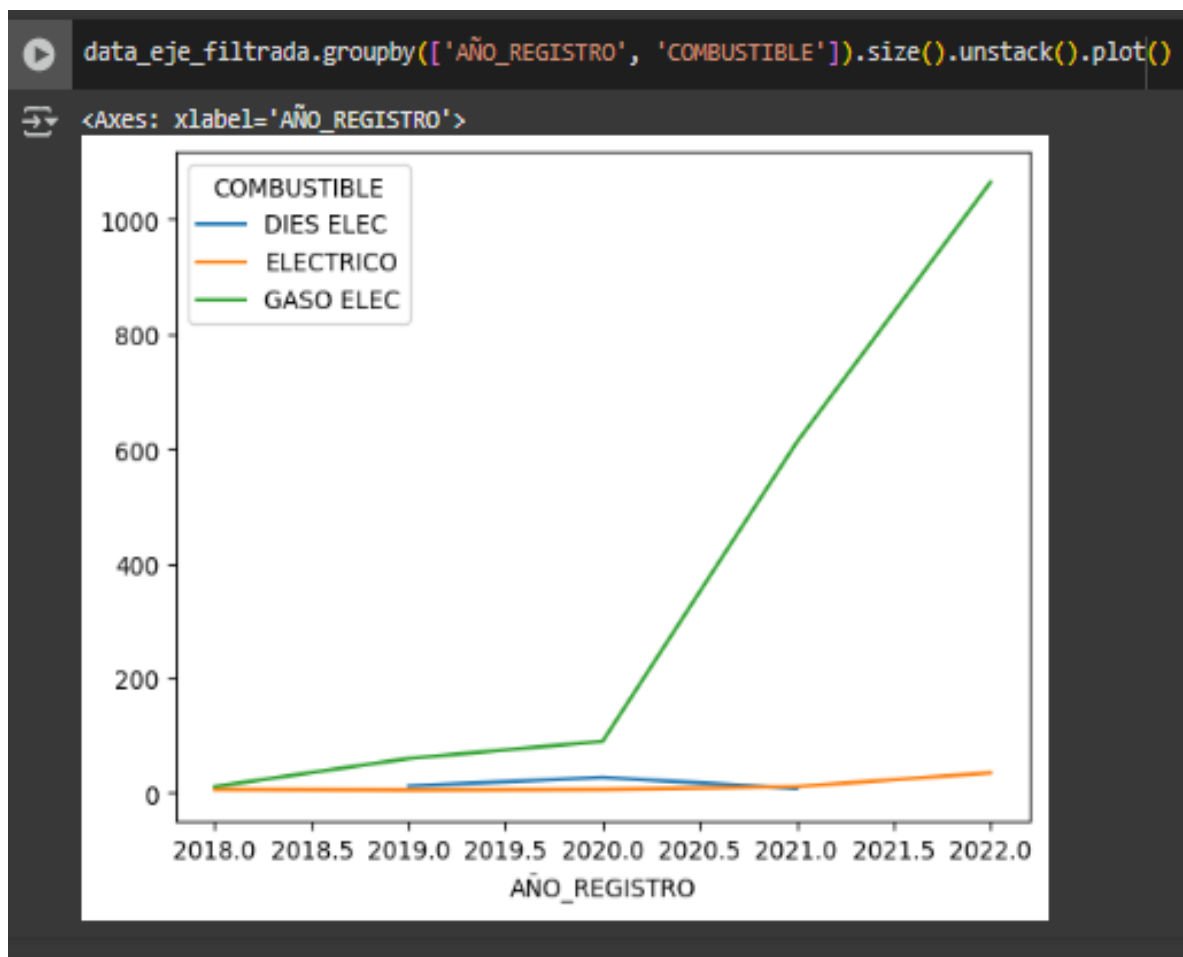 data_eje_filtrada.groupby(['AÑO_REGISTRO', 'COMBUSTIBLE']).size().unstack().plot()
<Axes: xlabel='AÑO_REGISTRO'>
COMBUSTIBLE
DIES ELEC
ELECTRICO
GASO ELEC
1000
800
600
400
200
0
2018.0 2018.5 2019.0 2019.5 2020.0 2020.5 2021.0 2021.5 2022.0
AÑO_REGISTRO